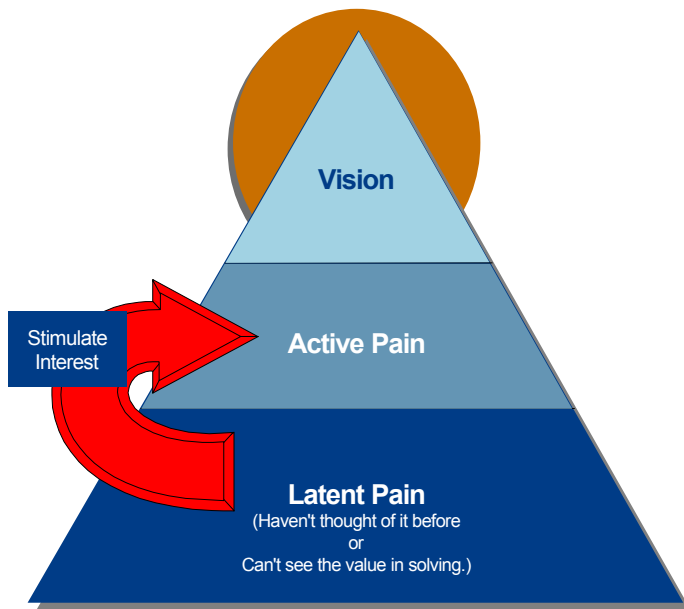 Vision
Stimulate
Interest
Active Pain
Latent Pain
(Haven't thought of it before
or
Can't see the value in solving.)